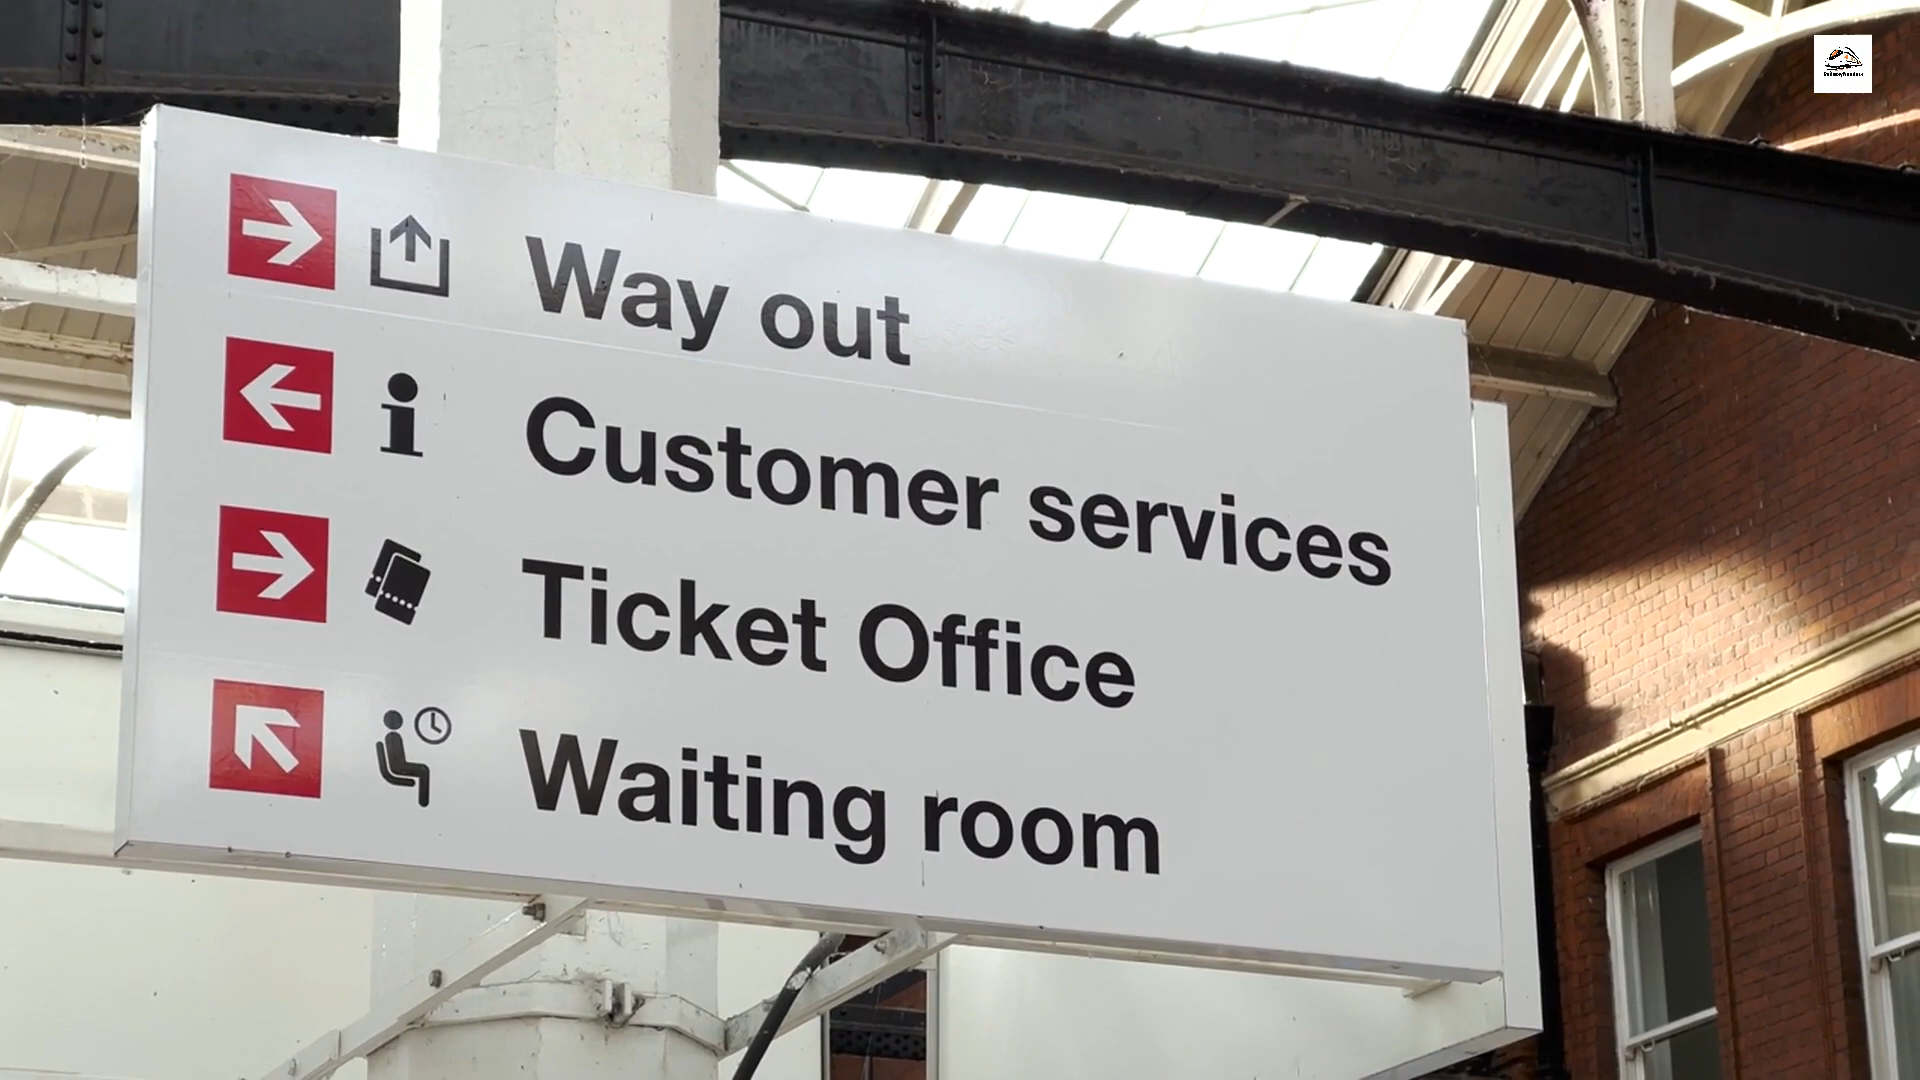 Way out
Customer services
Ticket Office
Waiting room